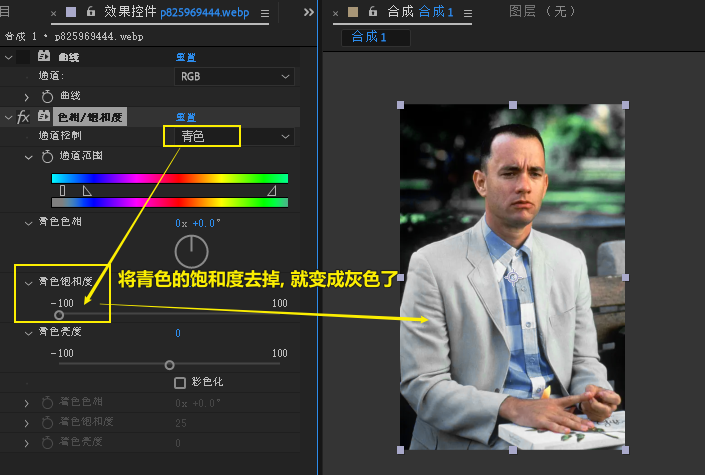 目 × 效果控件 p825969444.webp ☰ »
合成 1 • p825969444.webp
曲线 重置
通道: RGB
曲线
fx 色相/饱和度 重置
通道控制 青色
通道范围
青色色相 0x +0.0°
青色饱和度
-100 100
青色亮度 0
-100 100
彩色化
着色色相 0x +0.0°
着色饱和度 25
着色亮度 0
× 合成 合成 1 ☰ 图层 （无）
合成 1
将青色的饱和度去掉, 就变成灰色了